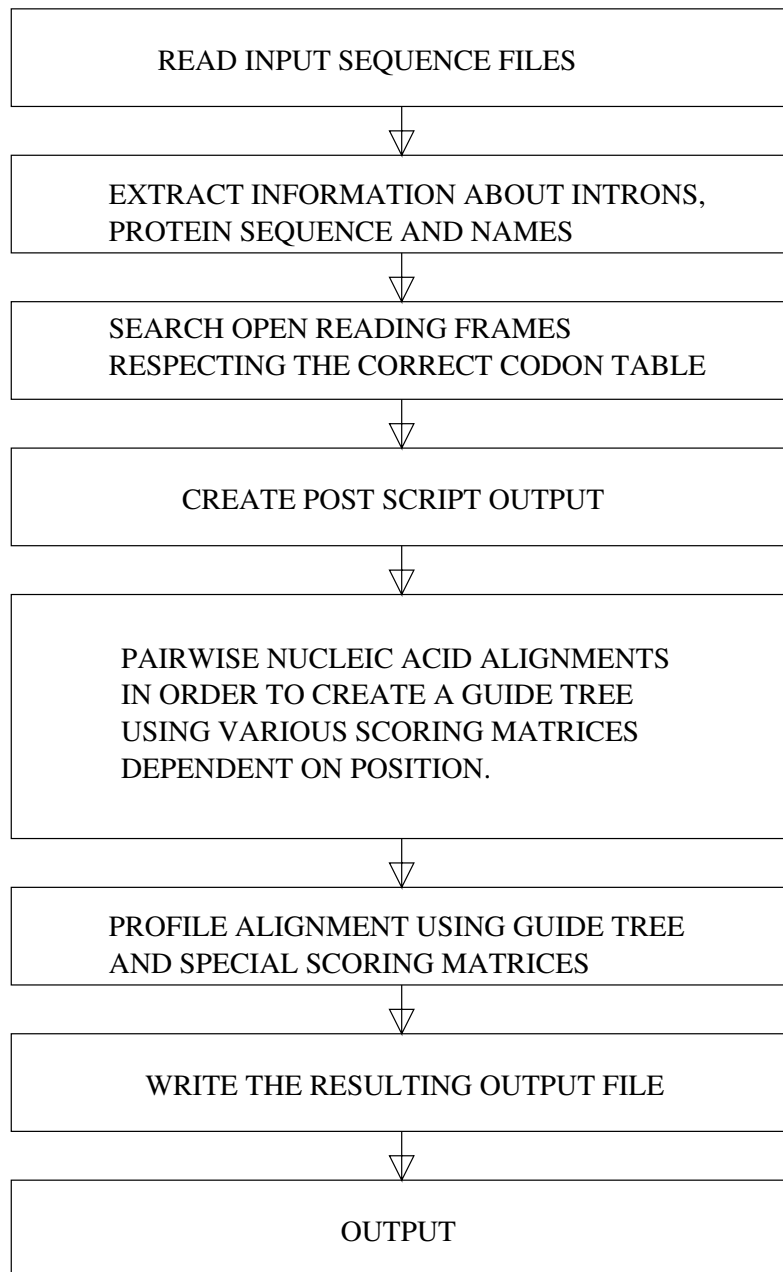 READ INPUT SEQUENCE FILES
EXTRACT INFORMATION ABOUT INTRONS,
PROTEIN SEQUENCE AND NAMES
SEARCH OPEN READING FRAMES
RESPECTING THE CORRECT CODON TABLE
CREATE POST SCRIPT OUTPUT
PAIRWISE NUCLEIC ACID ALIGNMENTS
IN ORDER TO CREATE A GUIDE TREE
USING VARIOUS SCORING MATRICES
DEPENDENT ON POSITION.
PROFILE ALIGNMENT USING GUIDE TREE
AND SPECIAL SCORING MATRICES
WRITE THE RESULTING OUTPUT FILE
OUTPUT